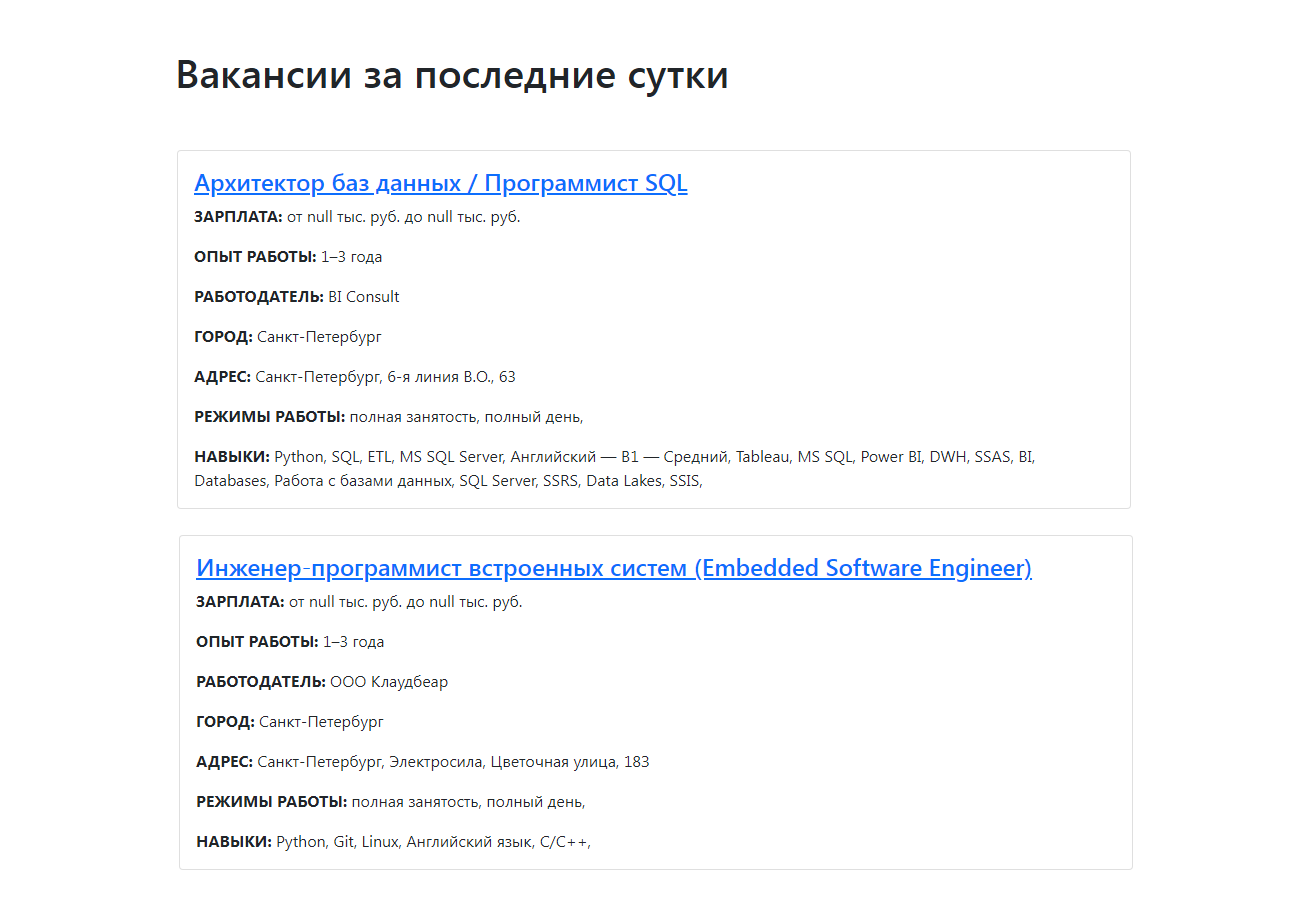 Вакансии за последние сутки
Архитектор баз данных / Программист SQL
ЗАРПЛАТА: от null тыс. руб. до null тыс. руб.
ОПЫТ РАБОТЫ: 1–3 года
РАБОТОДАТЕЛЬ: BI Consult
ГОРОД: Санкт-Петербург
АДРЕС: Санкт-Петербург, 6-я линия В.О., 63
РЕЖИМЫ РАБОТЫ: полная занятость, полный день,
НАВЫКИ: Python, SQL, ETL, MS SQL Server, Английский — B1 — Средний, Tableau, MS SQL, Power BI, DWH, SSAS, BI,
Databases, Работа с базами данных, SQL Server, SSRS, Data Lakes, SSIS,
Инженер-программист встроенных систем (Embedded Software Engineer)
ЗАРПЛАТА: от null тыс. руб. до null тыс. руб.
ОПЫТ РАБОТЫ: 1–3 года
РАБОТОДАТЕЛЬ: ООО Клаудбеар
ГОРОД: Санкт-Петербург
АДРЕС: Санкт-Петербург, Электросила, Цветочная улица, 183
РЕЖИМЫ РАБОТЫ: полная занятость, полный день,
НАВЫКИ: Python, Git, Linux, Английский язык, C/C++,